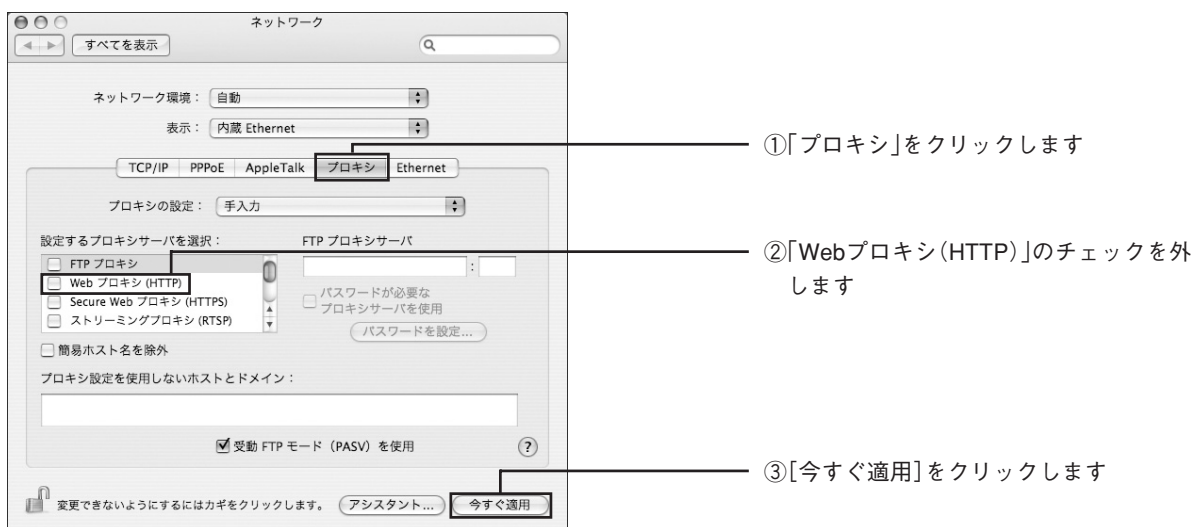 ネットワーク
すべてを表示
ネットワーク環境： 自動
表示： 内蔵 Ethernet
TCP/IP PPPoE AppleTalk プロキシ Ethernet
プロキシの設定： 手入力
設定するプロキシサーバを選択：
FTP プロキシ
Web プロキシ (HTTP)
Secure Web プロキシ (HTTPS)
ストリーミングプロキシ (RTSP)
FTP プロキシサーバ
:
パスワードが必要な
プロキシサーバを使用
パスワードを設定...
簡易ホスト名を除外
プロキシ設定を使用しないホストとドメイン：
受動 FTP モード（PASV）を使用
?
変更できないようにするにはカギをクリックします。 アシスタント... 今すぐ適用
①「プロキシ」をクリックします
②「Webプロキシ（HTTP）」のチェックを外
します
③[今すぐ適用]をクリックします